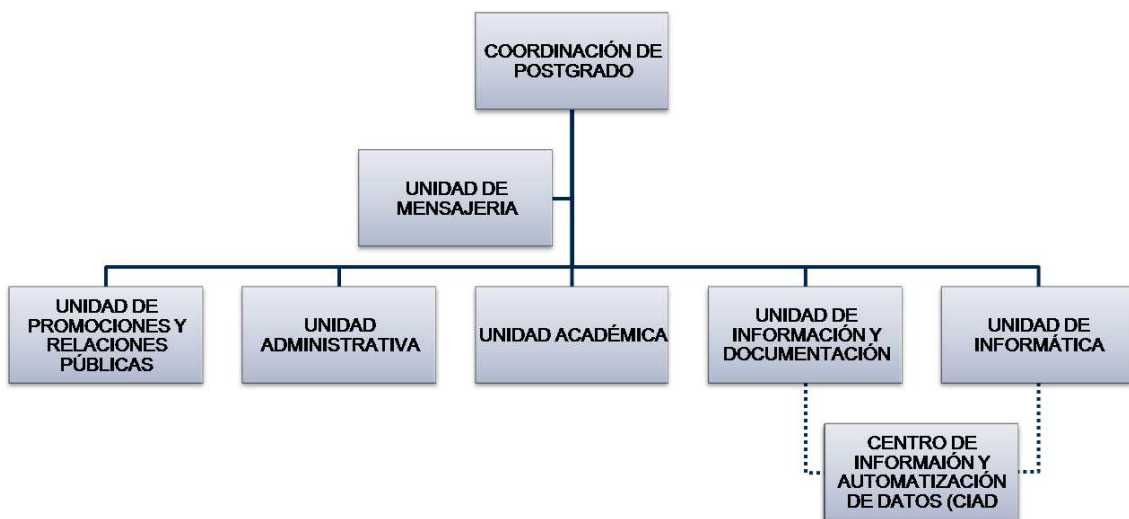 COORDINACIÓN DE
POSTGRADO
UNIDAD DE
MENSAJERIA
UNIDAD DE
PROMOCIONES Y
RELACIONES
PÚBLICAS
UNIDAD
ADMINISTRATIVA
UNIDAD ACADÉMICA
UNIDAD DE
INFORMACIÓN Y
DOCUMENTACIÓN
UNIDAD DE
INFORMÁTICA
CENTRO DE
INFORMAIÓN Y
AUTOMATIZACIÓN
DE DATOS (CIAD